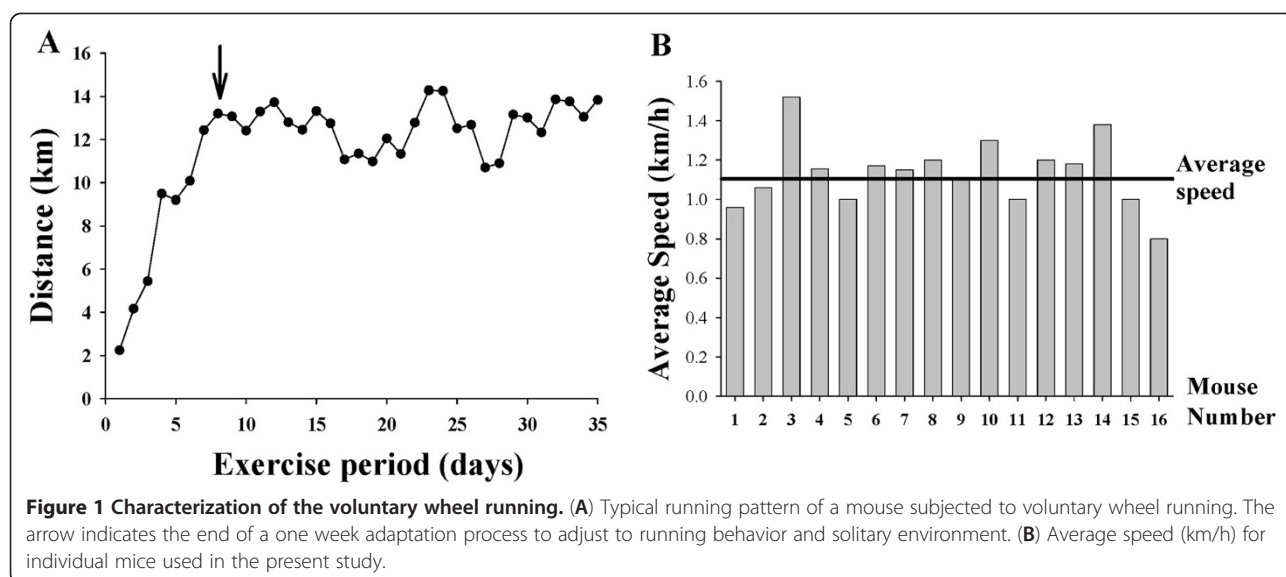 A
16
14
12
10
8
6
4
2
0
Distance (km)
0 5 10 15 20 25 30 35
Exercise period (days)
B
1.6
1.4
1.2
1.0
0.8
0.6
0.4
0.2
0.0
Average Speed (km/h)
Average
speed
Mouse
Number
1 2 3 4 5 6 7 8 9 10 11 12 13 14 15 16
Figure 1 Characterization of the voluntary wheel running. (A) Typical running pattern of a mouse subjected to voluntary wheel running. The
arrow indicates the end of a one week adaptation process to adjust to running behavior and solitary environment. (B) Average speed (km/h) for
individual mice used in the present study.